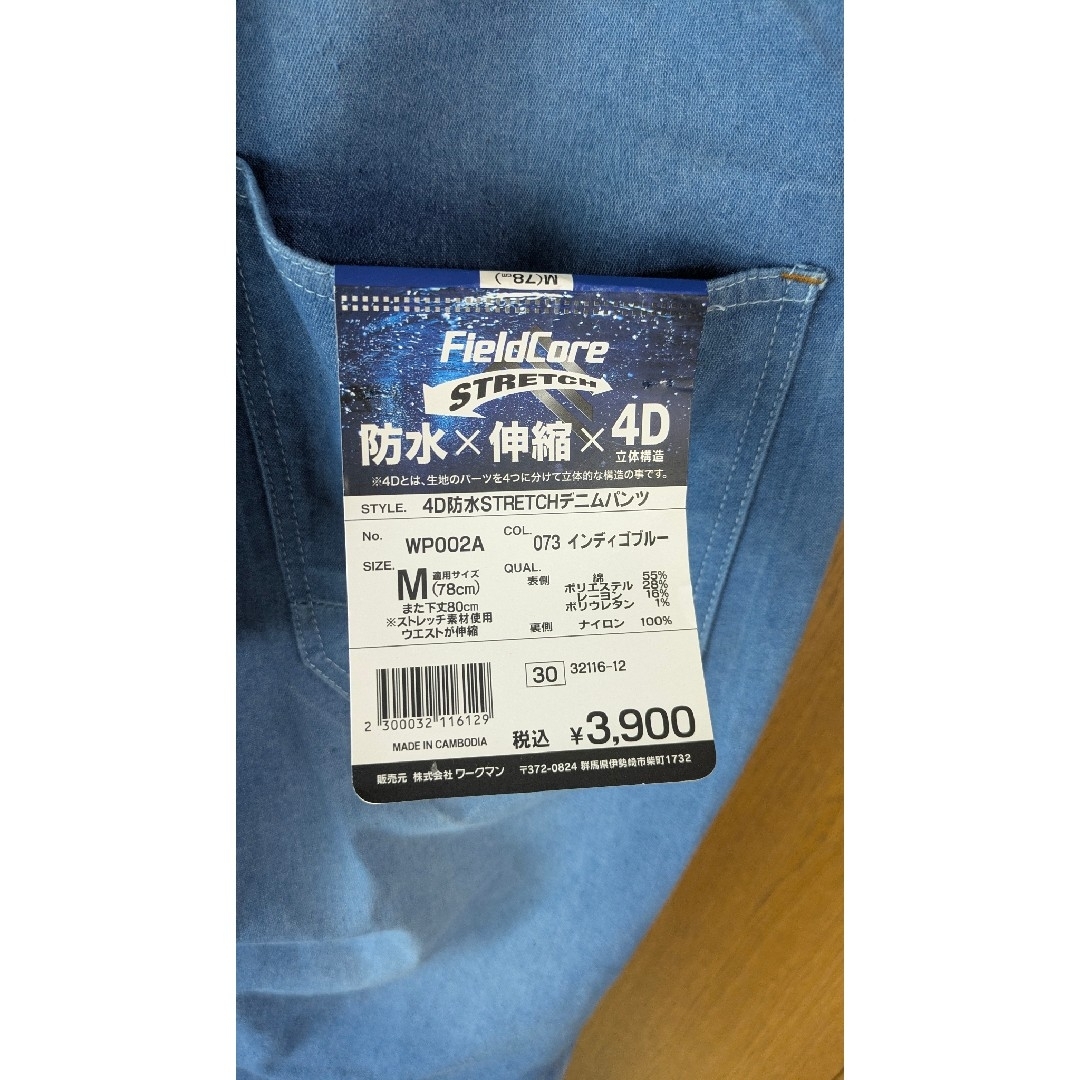 M(78cm)
FieldCore
STRETCH
防水×伸縮×4D
立体構造
※4Dとは、生地のパーツを4つに分けて立体的な構造の事です。
STYLE. 4D防水STRETCHデニムパンツ
No. WP002A
COL. 073 インディゴブルー
SIZE. M 適用サイズ (78cm)
また下丈80cm
※ストレッチ素材使用
ウエストが伸縮
QUAL.
表側 綿 55%
ポリエステル 28%
レーヨン 16%
ポリウレタン 1%
裏側 ナイロン 100%
30 32116-12
2 300032 116129
MADE IN CAMBODIA
税込 ¥3,900
販売元 株式会社 ワークマン 〒372-0824 群馬県伊勢崎市柴町1732